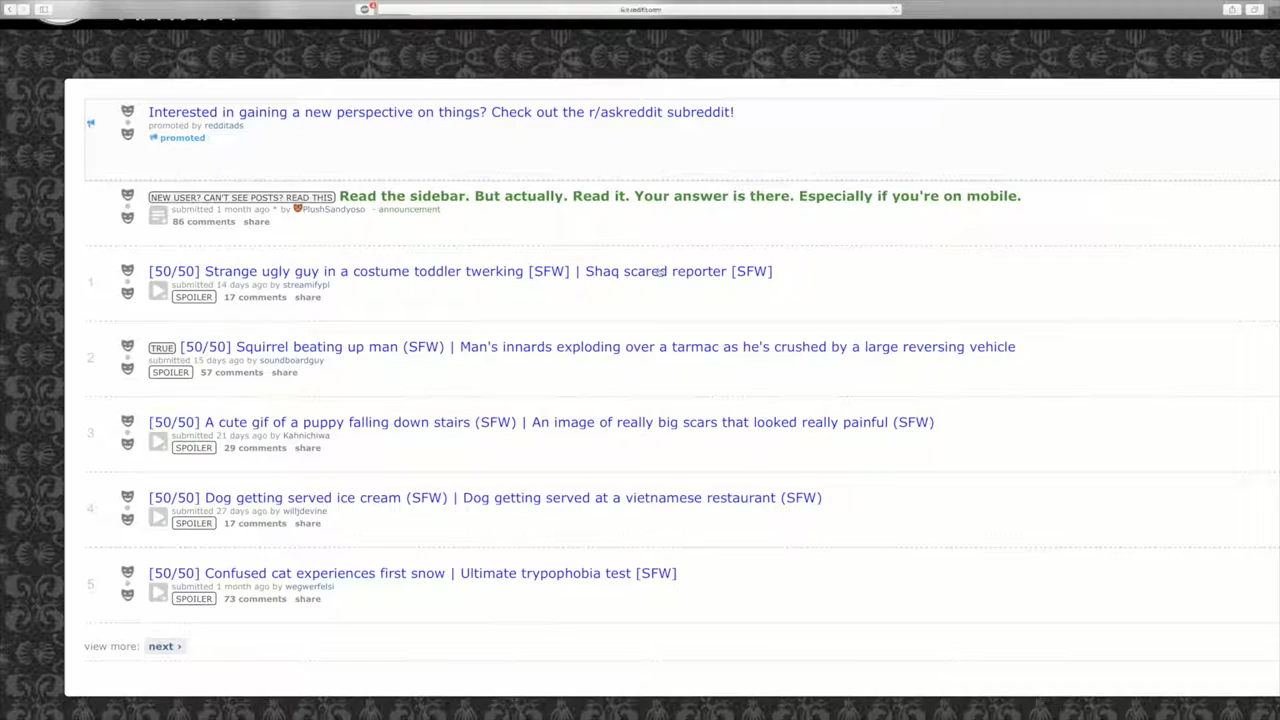 Interested in gaining a new perspective on things? Check out the r/askreddit subreddit!
promoted by redditads
promoted
NEW USER? CAN'T SEE POSTS? READ THIS Read the sidebar. But actually. Read it. Your answer is there. Especially if you're on mobile.
submitted 1 month ago * by PlushSandyoso - announcement
86 comments share
1 [50/50] Strange ugly guy in a costume toddler twerking [SFW] | Shaq scared reporter [SFW]
submitted 14 days ago by streamifypl
SPOILER 17 comments share
2 TRUE [50/50] Squirrel beating up man (SFW) | Man's innards exploding over a tarmac as he's crushed by a large reversing vehicle
submitted 15 days ago by soundboardguy
SPOILER 57 comments share
3 [50/50] A cute gif of a puppy falling down stairs (SFW) | An image of really big scars that looked really painful (SFW)
submitted 21 days ago by Kahnichiwa
SPOILER 29 comments share
4 [50/50] Dog getting served ice cream (SFW) | Dog getting served at a vietnamese restaurant (SFW)
submitted 27 days ago by willjdevine
SPOILER 17 comments share
5 [50/50] Confused cat experiences first snow | Ultimate trypophobia test [SFW]
submitted 1 month ago by wegwerfelsi
SPOILER 73 comments share
view more: next ›